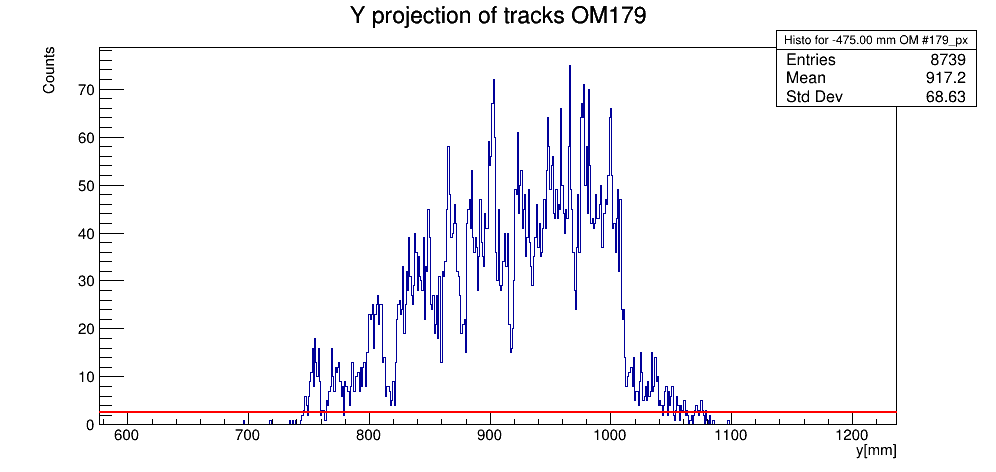 Y projection of tracks OM179
Histo for -475.00 mm OM #179_px
Entries 8739
Mean 917.2
Std Dev 68.63
Counts
70
60
50
40
30
20
10
0
600 700 800 900 1000 1100 1200
y[mm]